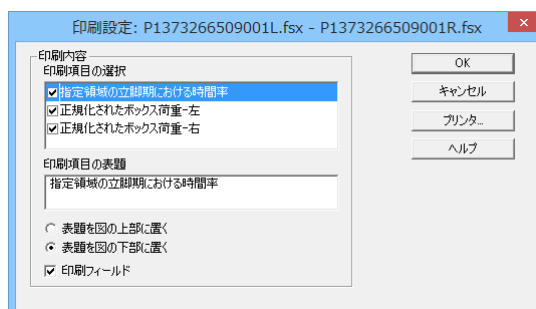 印刷設定: P1373266509001L.fsx - P1373266509001R.fsx
印刷内容
印刷項目の選択
指定領域の立脚期における時間率
正規化されたボックス荷重-左
正規化されたボックス荷重-右
印刷項目の表題
指定領域の立脚期における時間率
表題を図の上部に置く
表題を図の下部に置く
印刷フィールド
OK
キャンセル
プリンタ...
ヘルプ